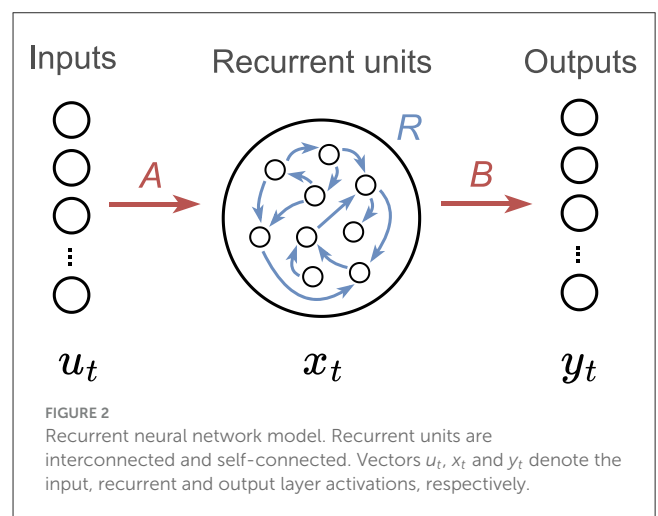 Inputs Recurrent units Outputs
R
A B
⋮ ⋮
u_t x_t y_t
FIGURE 2
Recurrent neural network model. Recurrent units are
interconnected and self-connected. Vectors u_t, x_t and y_t denote the
input, recurrent and output layer activations, respectively.